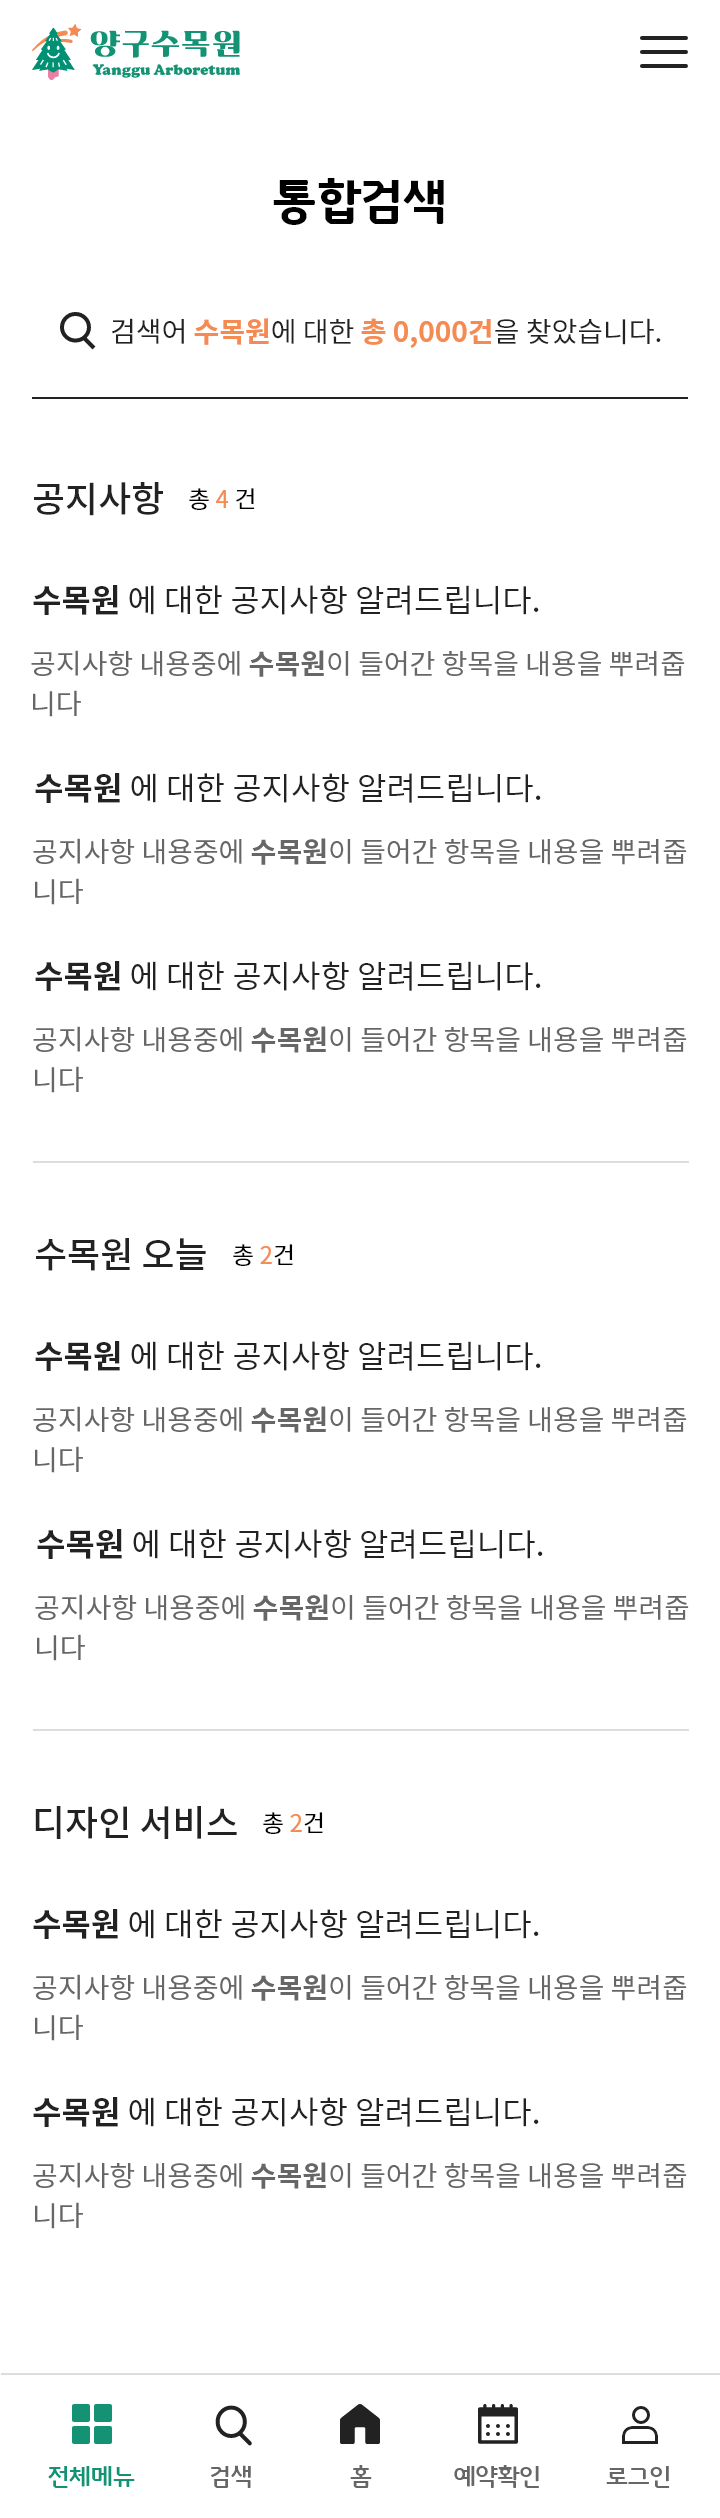 양구수목원
Yanggu Arboretum
통합검색
검색어 수목원에 대한 총 0,000건을 찾았습니다.
공지사항 총 4 건
수목원 에 대한 공지사항 알려드립니다.
공지사항 내용중에 수목원이 들어간 항목을 내용을 뿌려줍
니다
수목원 에 대한 공지사항 알려드립니다.
공지사항 내용중에 수목원이 들어간 항목을 내용을 뿌려줍
니다
수목원 에 대한 공지사항 알려드립니다.
공지사항 내용중에 수목원이 들어간 항목을 내용을 뿌려줍
니다
수목원 오늘 총 2건
수목원 에 대한 공지사항 알려드립니다.
공지사항 내용중에 수목원이 들어간 항목을 내용을 뿌려줍
니다
수목원 에 대한 공지사항 알려드립니다.
공지사항 내용중에 수목원이 들어간 항목을 내용을 뿌려줍
니다
디자인 서비스 총 2건
수목원 에 대한 공지사항 알려드립니다.
공지사항 내용중에 수목원이 들어간 항목을 내용을 뿌려줍
니다
수목원 에 대한 공지사항 알려드립니다.
공지사항 내용중에 수목원이 들어간 항목을 내용을 뿌려줍
니다
전체메뉴 검색 홈 예약확인 로그인